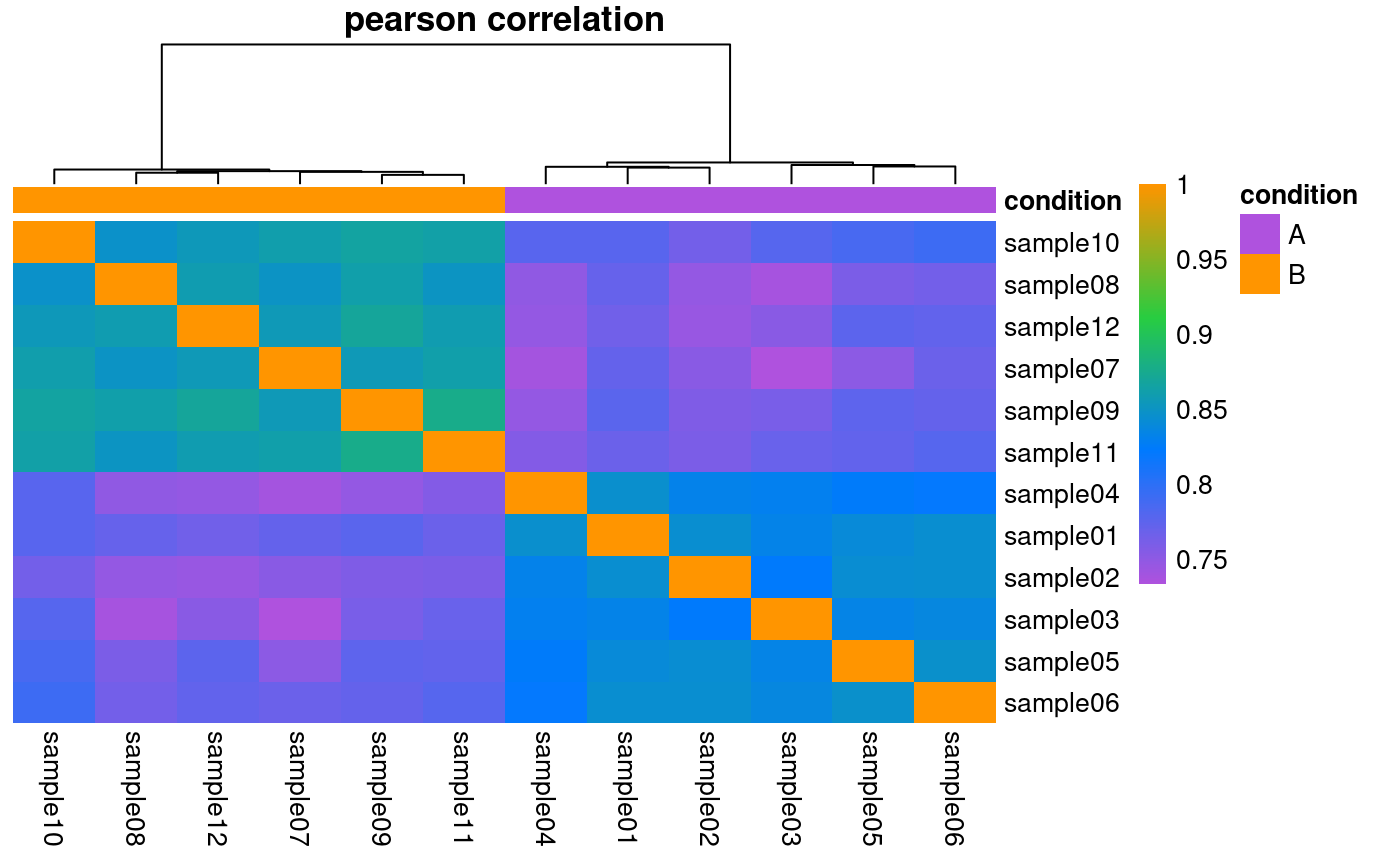 pearson correlation
condition
sample10
sample08
sample12
sample07
sample09
sample11
sample04
sample01
sample02
sample03
sample05
sample06
sample10
sample08
sample12
sample07
sample09
sample11
sample04
sample01
sample02
sample03
sample05
sample06
1
0.95
0.9
0.85
0.8
0.75
condition
A
B